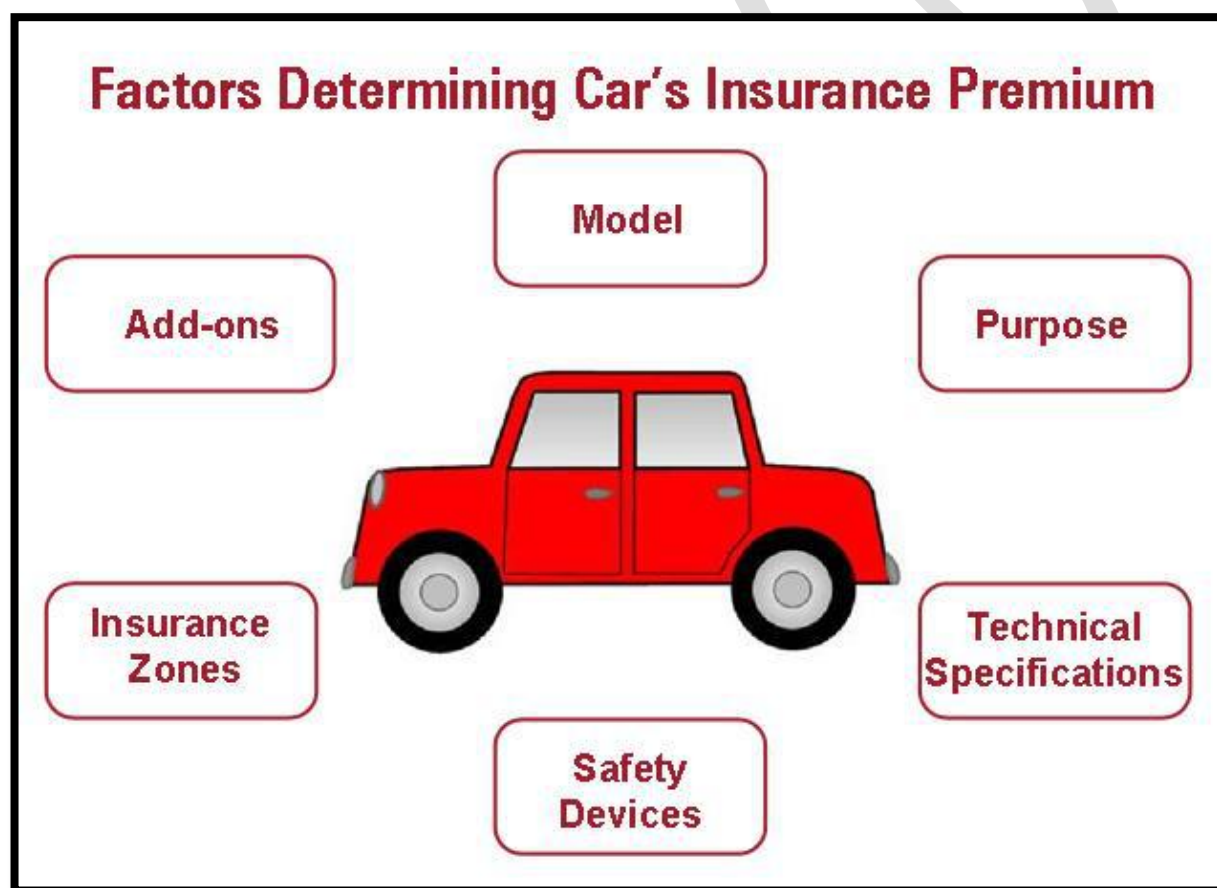 Factors Determining Car's Insurance Premium
Model
Add-ons
Purpose
Insurance
Zones
Technical
Specifications
Safety
Devices